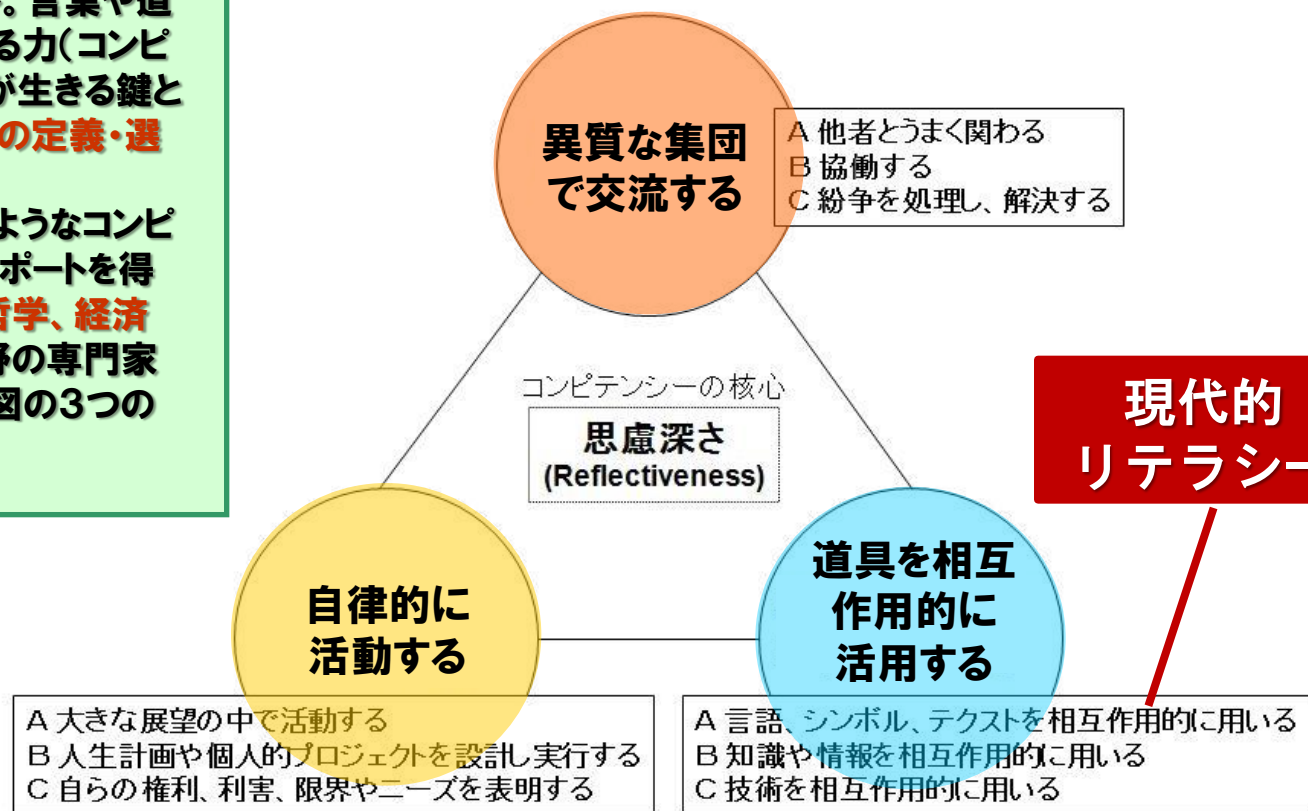 。言葉や道
る力(コンピ
が生きる鍵と
の定義・選
ようなコンピ
ポートを得
哲学、経済
野の専門家
図の3つの
異質な集団
で交流する
A 他者とうまく関わる
B 協働する
C 紛争を処理し、解決する
コンピテンシーの核心
思慮深さ
(Reflectiveness)
現代的
リテラシー
自律的に
活動する
道具を相互
作用的に
活用する
A 大きな展望の中で活動する
B 人生計画や個人的プロジェクトを設計し実行する
C 自らの権利、利害、限界やニーズを表明する
A 言語、シンボル、テクストを相互作用的に用いる
B 知識や情報を相互作用的に用いる
C 技術を相互作用的に用いる